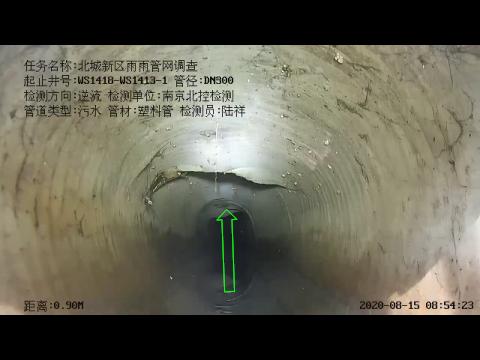 任务名称:北城新区雨雨管网调查
起止井号:WS1418-WS1413-1 管径:DN300
检测方向:逆流 检测单位:南京北控检测
管道类型:污水 管材:塑料管 检测员:陆祥
距离:0.90M
2020-08-15 08:54:23